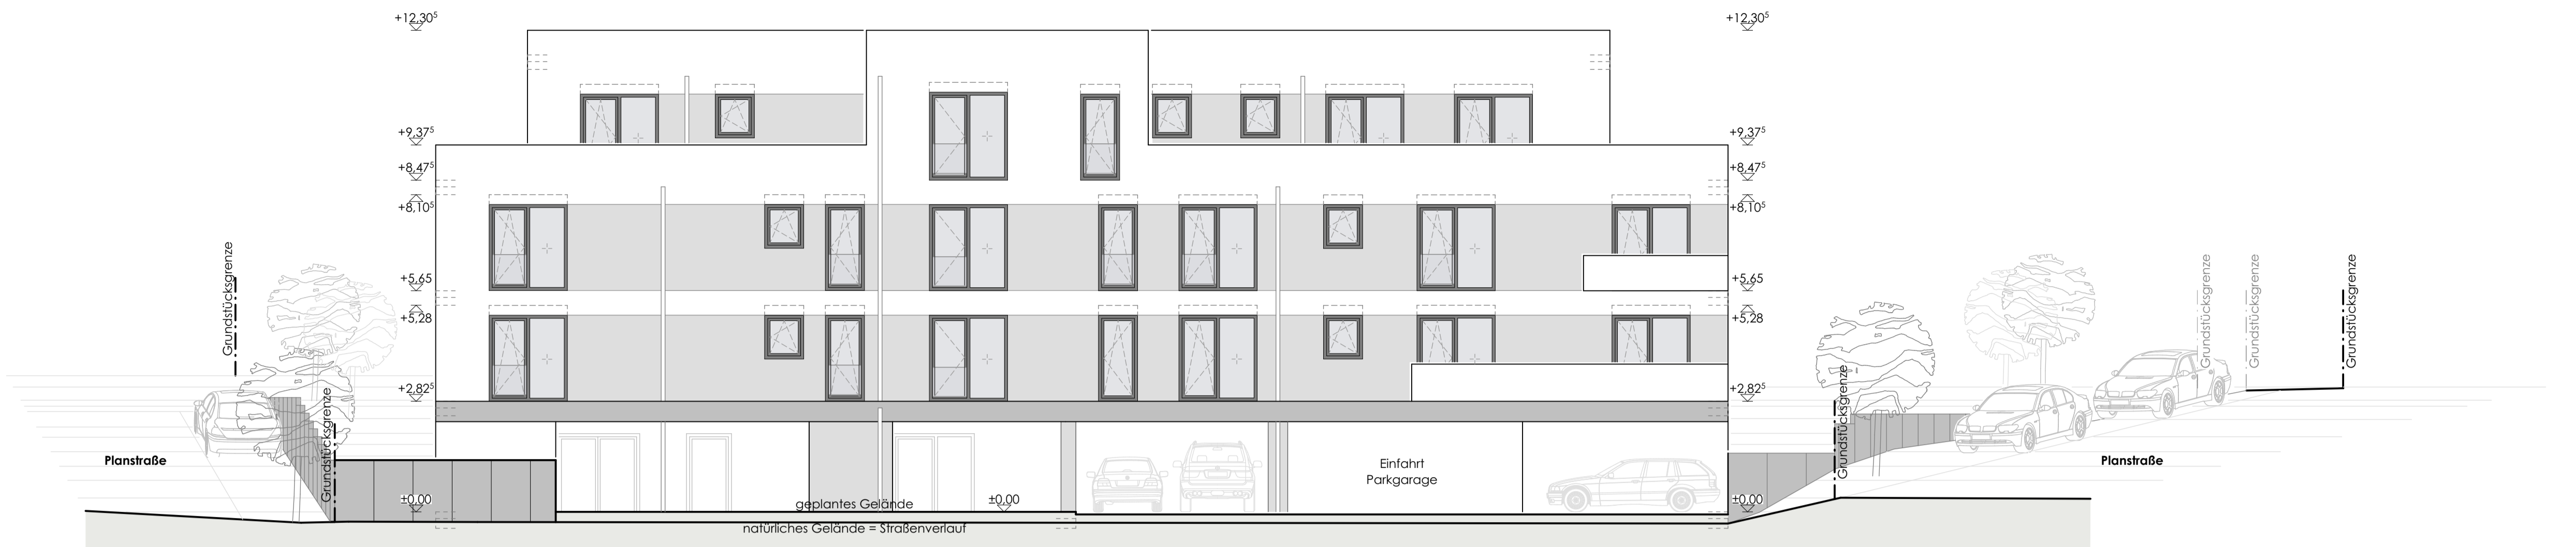 +12,30⁵
+12,30⁵
+9,37⁵
+9,37⁵
+8,47⁵
+8,47⁵
+8,10⁵
+8,10⁵
Grundstücksgrenze
Grundstücksgrenze
Grundstücksgrenze
Grundstücksgrenze
+5,65
+5,65
+5,28
+5,28
+2,82⁵
+2,82⁵
Grundstücksgrenze
Grundstücksgrenze
Planstraße
Einfahrt
Parkgarage
Planstraße
±0,00
geplantes Gelände
±0,00
±0,00
natürliches Gelände = Straßenverlauf